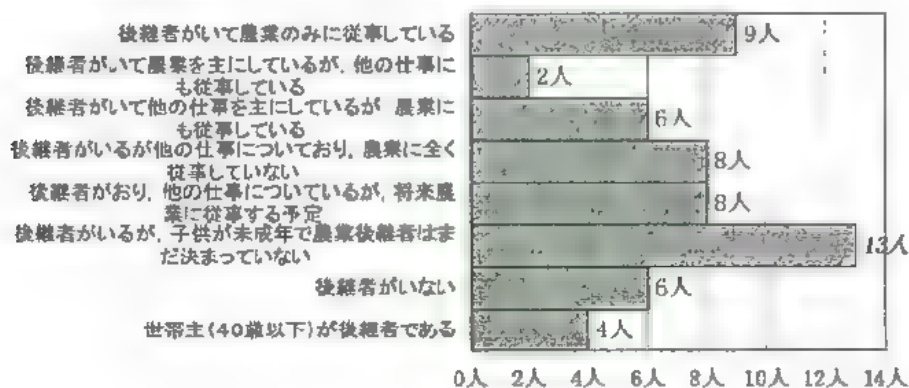 後継者がいて農業のみに従事している
9人
後継者がいて農業を主にしているが、他の仕事に
も従事している
2人
後継者がいて他の仕事を主にしているが 農業に
も従事している
6人
後継者がいるが他の仕事についており、農業に全く
従事していない
8人
後継者がおり、他の仕事についているが、将来農
業に従事する予定
8人
後継者がいるが、子供が未成年で農業後継者はま
だ決まっていない
13人
後継者がいない
6人
世帯主(40歳以下)が後継者である
4人
0人 2人 4人 6人 8人 10人 12人 14人